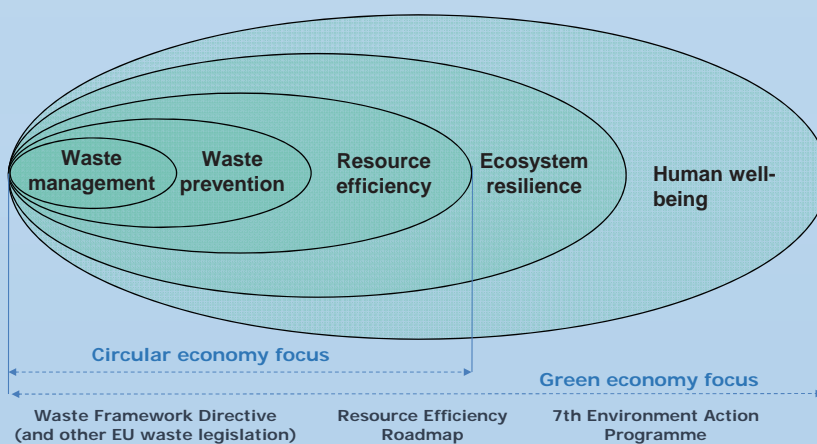 Waste
management
Waste
prevention
Resource
efficiency
Ecosystem
resilience
Human well-
being
Circular economy focus
Green economy focus
Waste Framework Directive
(and other EU waste legislation)
Resource Efficiency
Roadmap
7th Environment Action
Programme